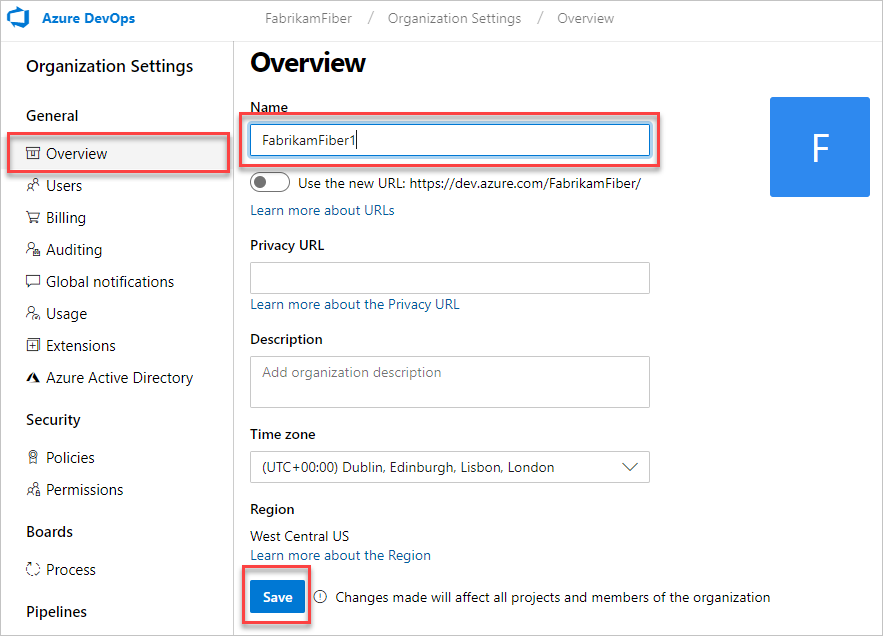 Azure DevOps
FabrikamFiber / Organization Settings / Overview
Organization Settings
General
Overview
Users
Billing
Auditing
Global notifications
Usage
Extensions
Azure Active Directory
Security
Policies
Permissions
Boards
Process
Pipelines
Overview
Name
FabrikamFiber1
Use the new URL: https://dev.azure.com/FabrikamFiber/
Learn more about URLs
Privacy URL
Learn more about the Privacy URL
Description
Add organization description
Time zone
(UTC+00:00) Dublin, Edinburgh, Lisbon, London
Region
West Central US
Learn more about the Region
Save
Changes made will affect all projects and members of the organization
F